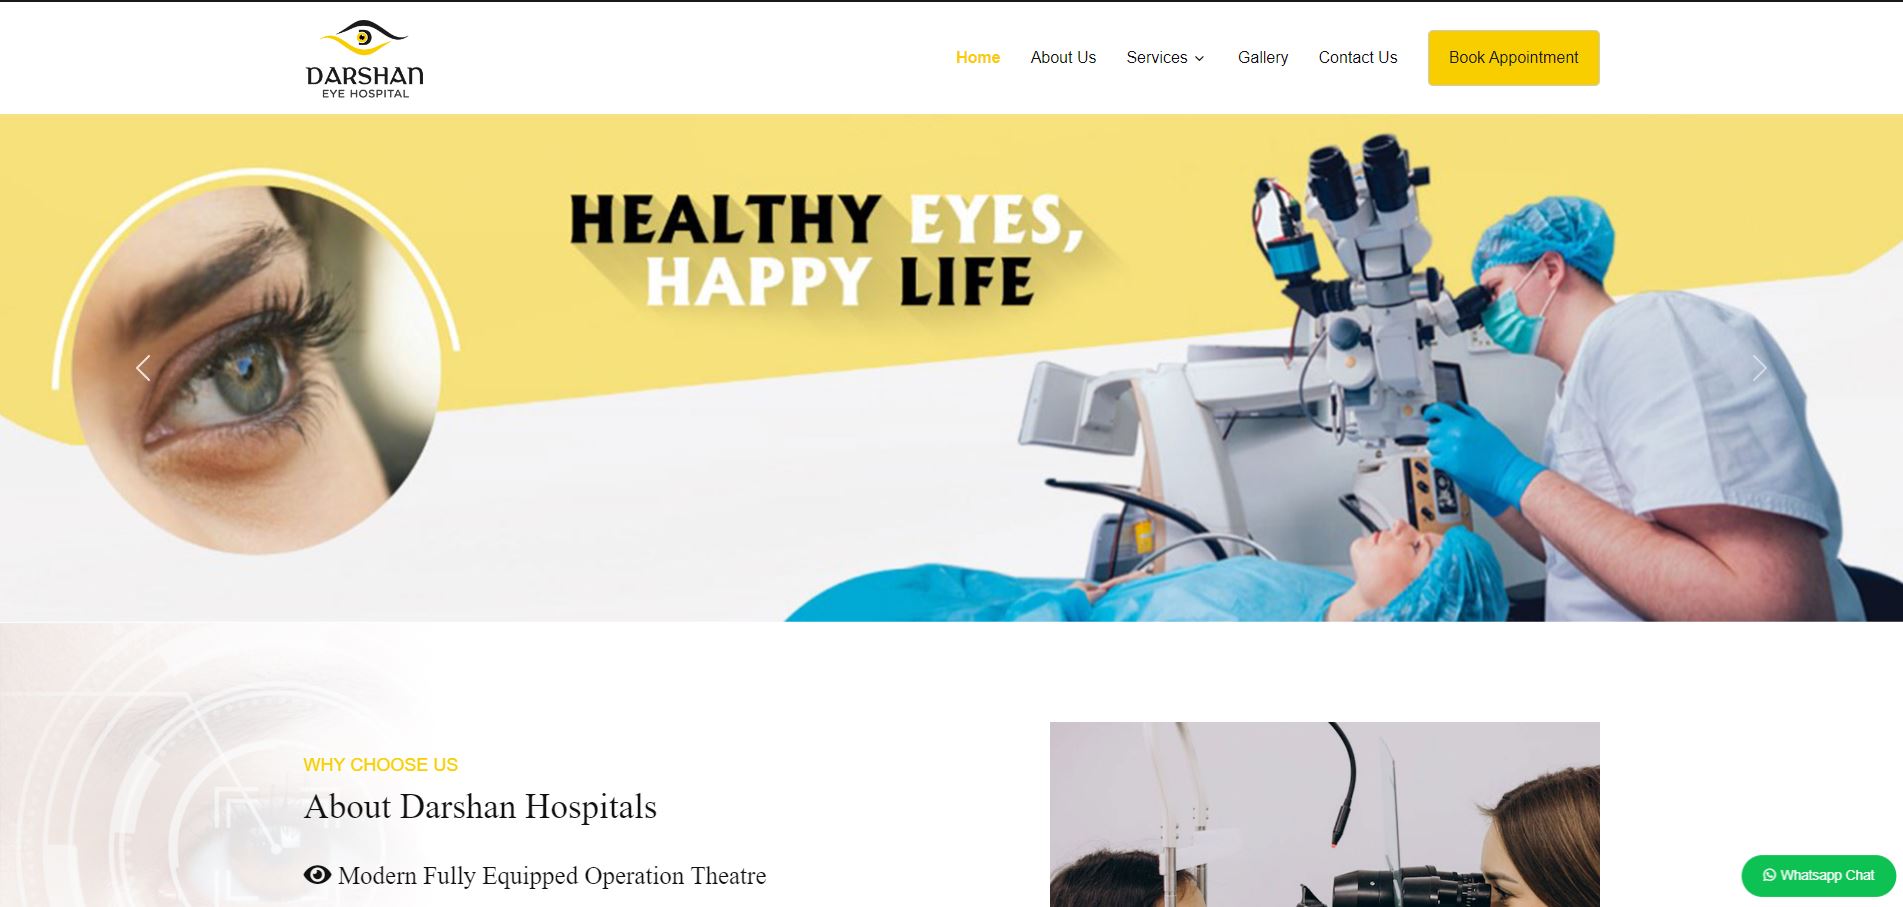 DARSHAN
EYE HOSPITAL
Home
About Us
Services
Gallery
Contact Us
Book Appointment
HEALTHY EYES,
HAPPY LIFE
WHY CHOOSE US
About Darshan Hospitals
Modern Fully Equipped Operation Theatre
Whatsapp Chat